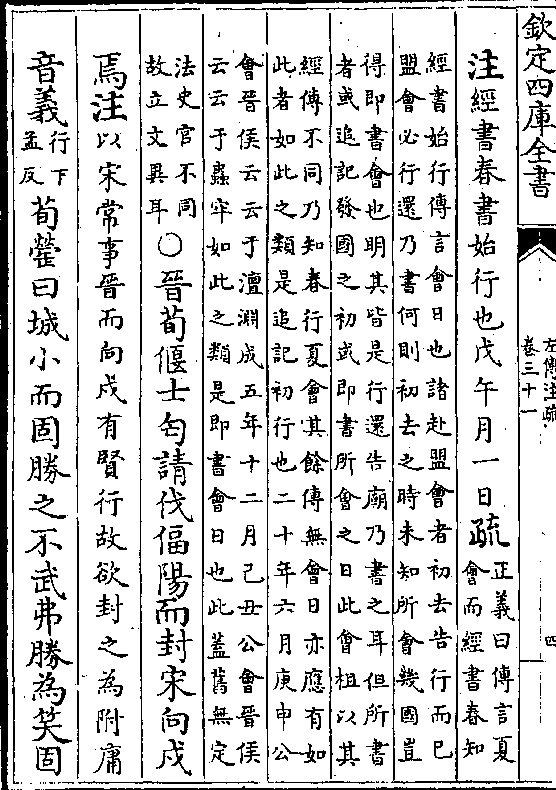 欽定四庫全書
左傳注疏
卷三十一
四
注經書春書始行也戊午月一日疏正義曰傳言夏
會而經書春知
經書始行傳言會日也諸赴盟會者初去告行而已
盟會必行還乃書何則初去之時未知所會幾國豈
得即書會也明其皆是行還告廟乃書之耳但所書
者或追記發國之初或即書所會之日此會柤以其
經傳不同乃知春行夏會其餘傳無會日亦應有如
此者如此之類是追記初行也二十年六月庚申公
會晉侯云云于澶淵成五年十二月己丑公會晉侯
云云于蟲牢如此之類是即書會日也此蓋舊無定
法史官不同
故立文異耳〇晉荀偃士匄請伐偪陽而封宋向戌
焉注以宋常事晉而向戌有賢行故欲封之為附庸
音義行下
孟反荀罃曰城小而固勝之不武弗勝為笑固